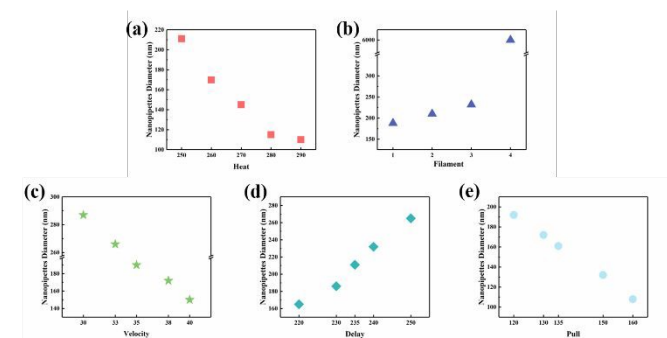 (a)
Nanopipettes Diameter (nm)
220
200
180
160
140
120
100
250 260 270 280 290
Heat
(b)
Nanopipettes Diameter (nm)
6000
300
250
200
150
1 2 3 4
Filament
(c)
Nanopipettes Diameter (nm)
300
280
260
180
160
140
30 33 35 38 40
Velocity
(d)
Nanopipettes Diameter (nm)
280
260
240
220
200
180
160
220 230 235 240 250
Delay
(e)
Nanopipettes Diameter (nm)
200
180
160
140
120
100
120 130 135 150 160
Pull